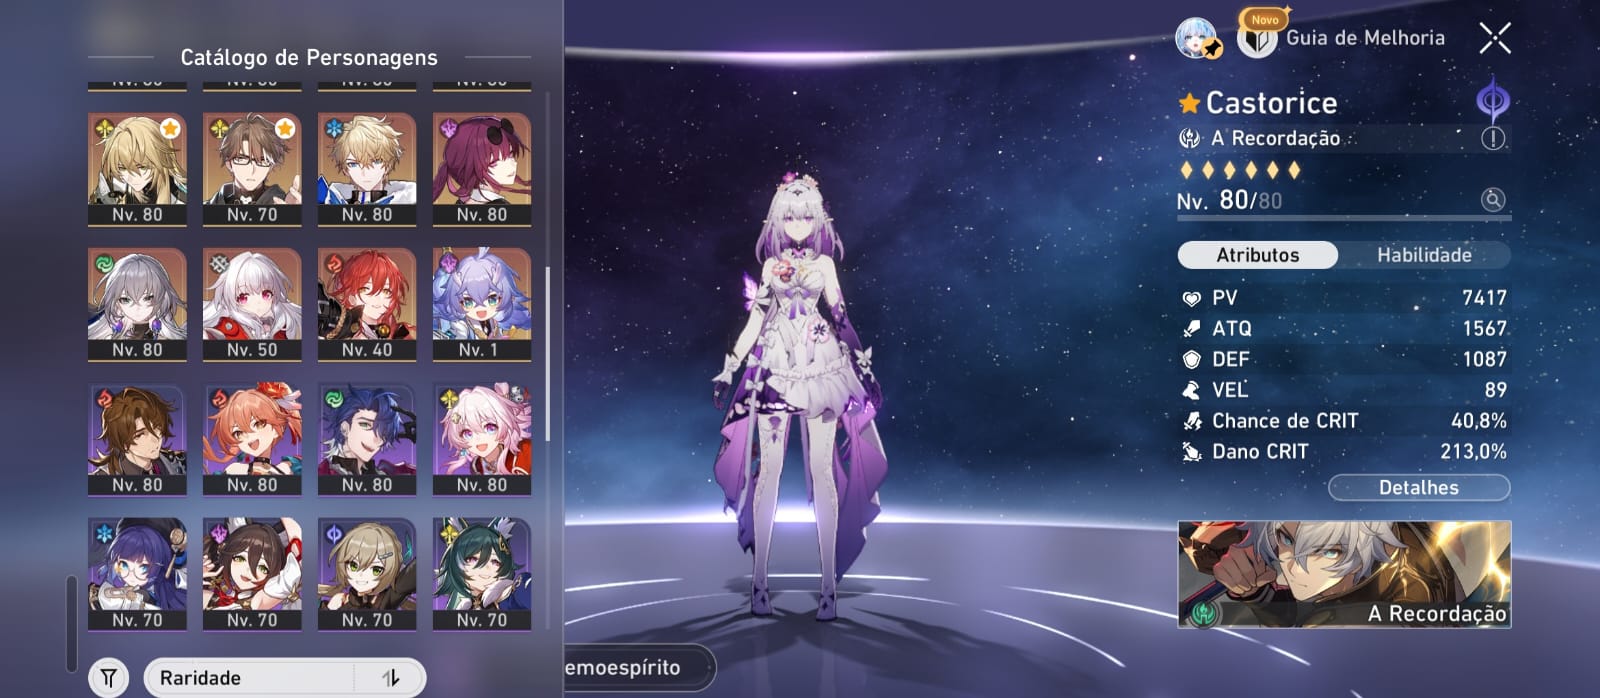 Catálogo de Personagens
Nv. 80
Nv. 70
Nv. 80
Nv. 80
Nv. 80
Nv. 50
Nv. 40
Nv. 1
Nv. 80
Nv. 80
Nv. 80
Nv. 80
Nv. 70
Nv. 70
Nv. 70
Nv. 70
Raridade
emoespírito
Novo
Guia de Melhoria
Castorice
A Recordação
Nv. 80/80
Atributos Habilidade
PV 7417
ATQ 1567
DEF 1087
VEL 89
Chance de CRIT 40,8%
Dano CRIT 213,0%
Detalhes
A Recordação